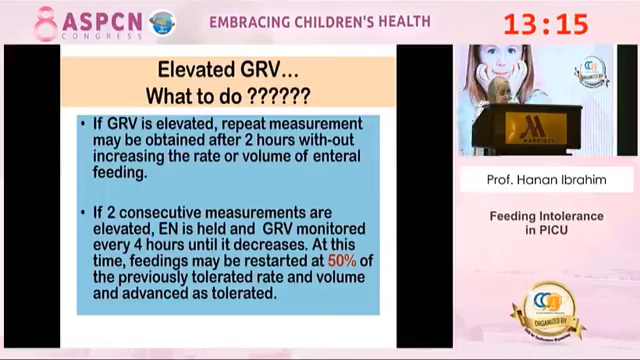 8 ASPCN
CONGRESS
EMBRACING CHILDREN'S HEALTH
13:15
Elevated GRV...
What to do ??????
• If GRV is elevated, repeat measurement
may be obtained after 2 hours with-out
increasing the rate or volume of enteral
feeding.
• If 2 consecutive measurements are
elevated, EN is held and GRV monitored
every 4 hours until it decreases. At this
time, feedings may be restarted at 50% of
the previously tolerated rate and volume
and advanced as tolerated.
MARRIOTT
Prof. Hanan Ibrahim
Feeding Intolerance
in PICU
ORGANIZED BY